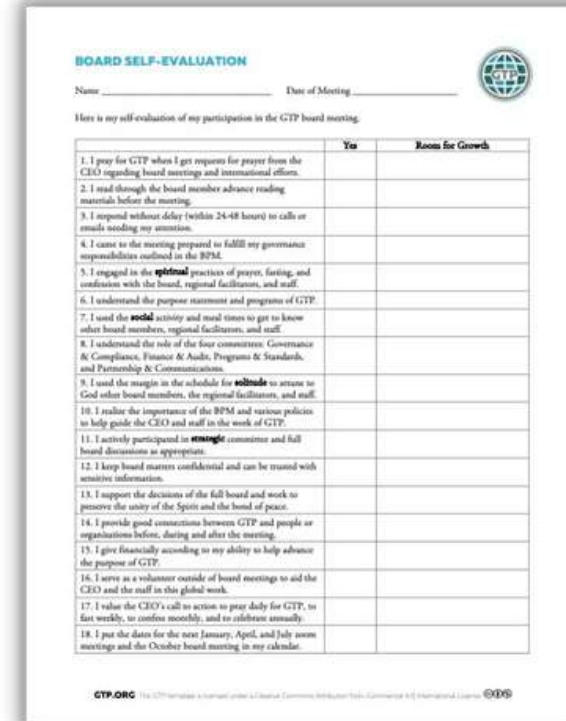 BOARD SELF-EVALUATION
GTP
Name
Date of Meeting
Here is my self-evaluation of my participation in the GTP board meeting.
Yes
Room for Growth
1. I pray for GTP when I get requests for prayer from the
CEO regarding board meetings and international efforts.
2. I read through the board member advance reading
materials before the meeting.
3. I respond without delay (within 24-48 hours) to calls or
emails needing my attention.
4. I came to the meeting prepared to fulfill my governance
responsibilities outlined in the BPM.
5. I engaged in the spiritual practices of prayer, fasting, and
confession with the board, regional facilitators, and staff.
6. I understand the purpose statement and programs of GTP.
7. I used the social activity and meal times to get to know
other board members, regional facilitators, and staff.
8. I understand the role of the four committees: Governance
& Compliance, Finance & Audit, Programs & Standards,
and Partnership & Communications.
9. I used the margin in the schedule for solitude to attune to
God other board members, the regional facilitators, and staff.
10. I realize the importance of the BPM and various policies
to help guide the CEO and staff in the work of GTP.
11. I actively participated in strategic committee and full
board discussions as appropriate.
12. I keep board matters confidential and can be trusted with
sensitive information.
13. I support the decisions of the full board and work to
preserve the unity of the Spirit and the bond of peace.
14. I provide good connections between GTP and people or
organizations before, during and after the meeting.
15. I give financially according to my ability to help advance
the purpose of GTP.
16. I serve as a volunteer outside of board meetings to aid the
CEO and the staff in this global work.
17. I value the CEO's call to action to pray daily for GTP, to
fast weekly, to confess monthly, and to celebrate annually.
18. I put the dates for the next January, April, and July zoom
meetings and the October board meeting in my calendar.
GTP.ORG This GTP template is licensed under a Creative Commons Attribution Non-Commercial 4.0 International License